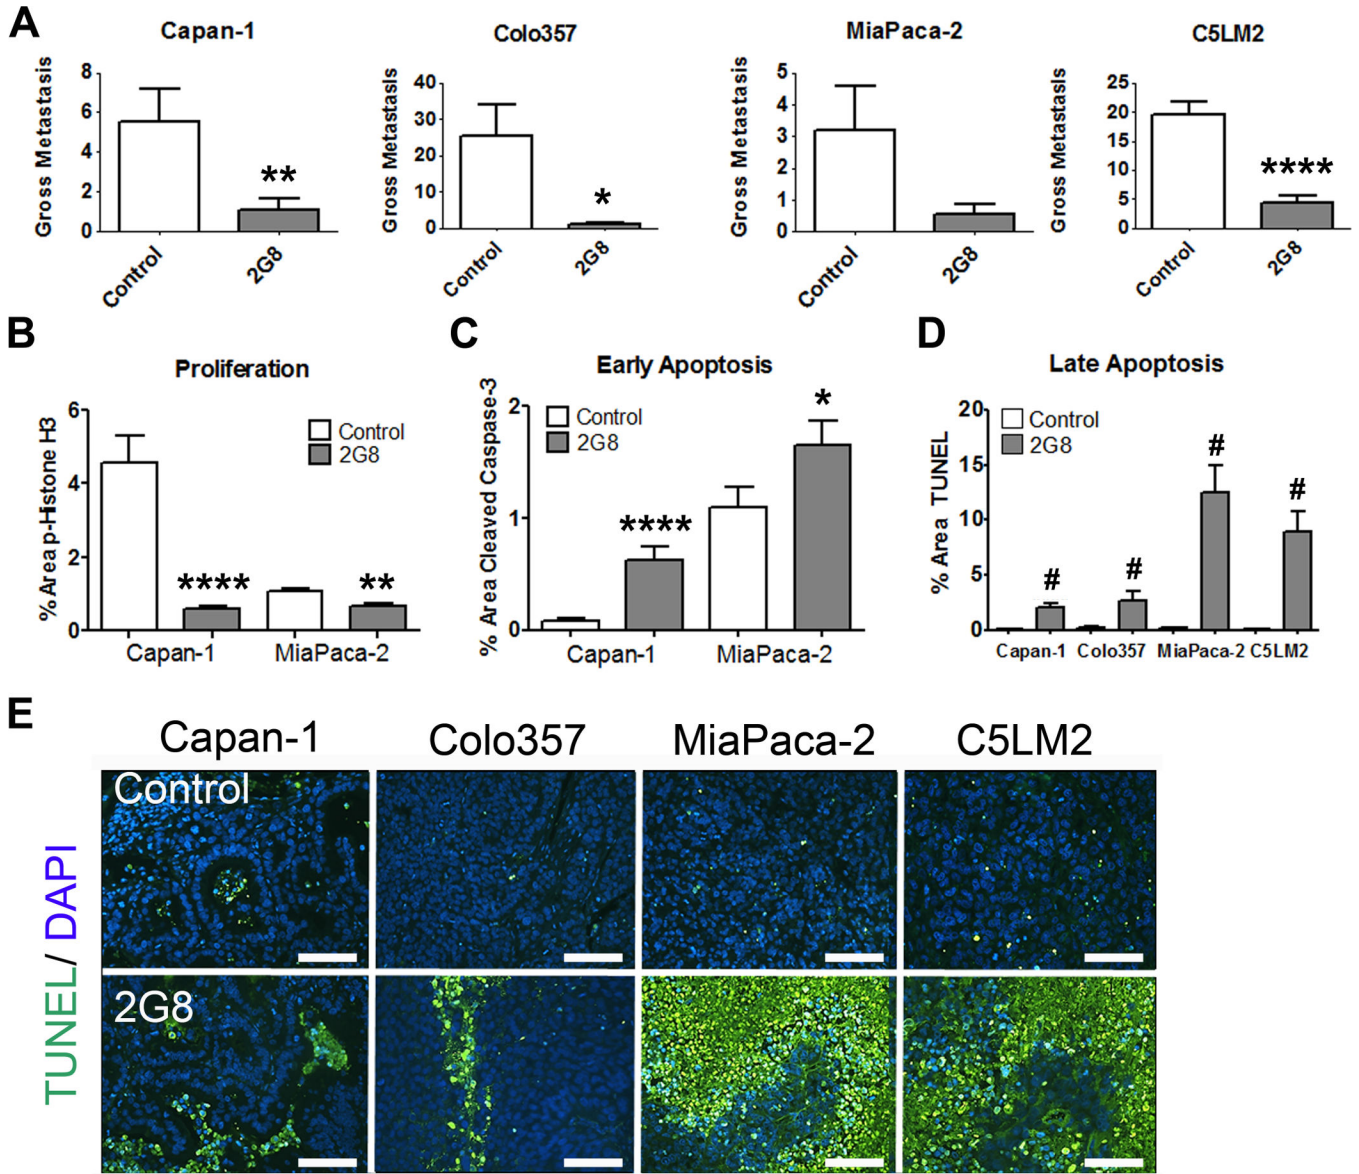 A
Capan-1
Colo357
MiaPaca-2
C5LM2
Gross Metastasis
8
6
4
2
0
**
Control
2G8
Gross Metastasis
40
30
20
10
0
*
Control
2G8
Gross Metastasis
5
4
3
2
1
0
Control
2G8
Gross Metastasis
25
20
15
10
5
0
****
Control
2G8
B
Proliferation
% Area p-Histone H3
6
4
2
0
Control
2G8
****
**
Capan-1
MiaPaca-2
C
Early Apoptosis
% Area Cleaved Caspase-3
2
1
0
Control
2G8
****
*
Capan-1
MiaPaca-2
D
Late Apoptosis
% Area TUNEL
20
15
10
5
0
Control
2G8
#
#
#
#
Capan-1
Colo357
MiaPaca-2
C5LM2
E
Capan-1
Colo357
MiaPaca-2
C5LM2
TUNEL/ DAPI
Control
2G8